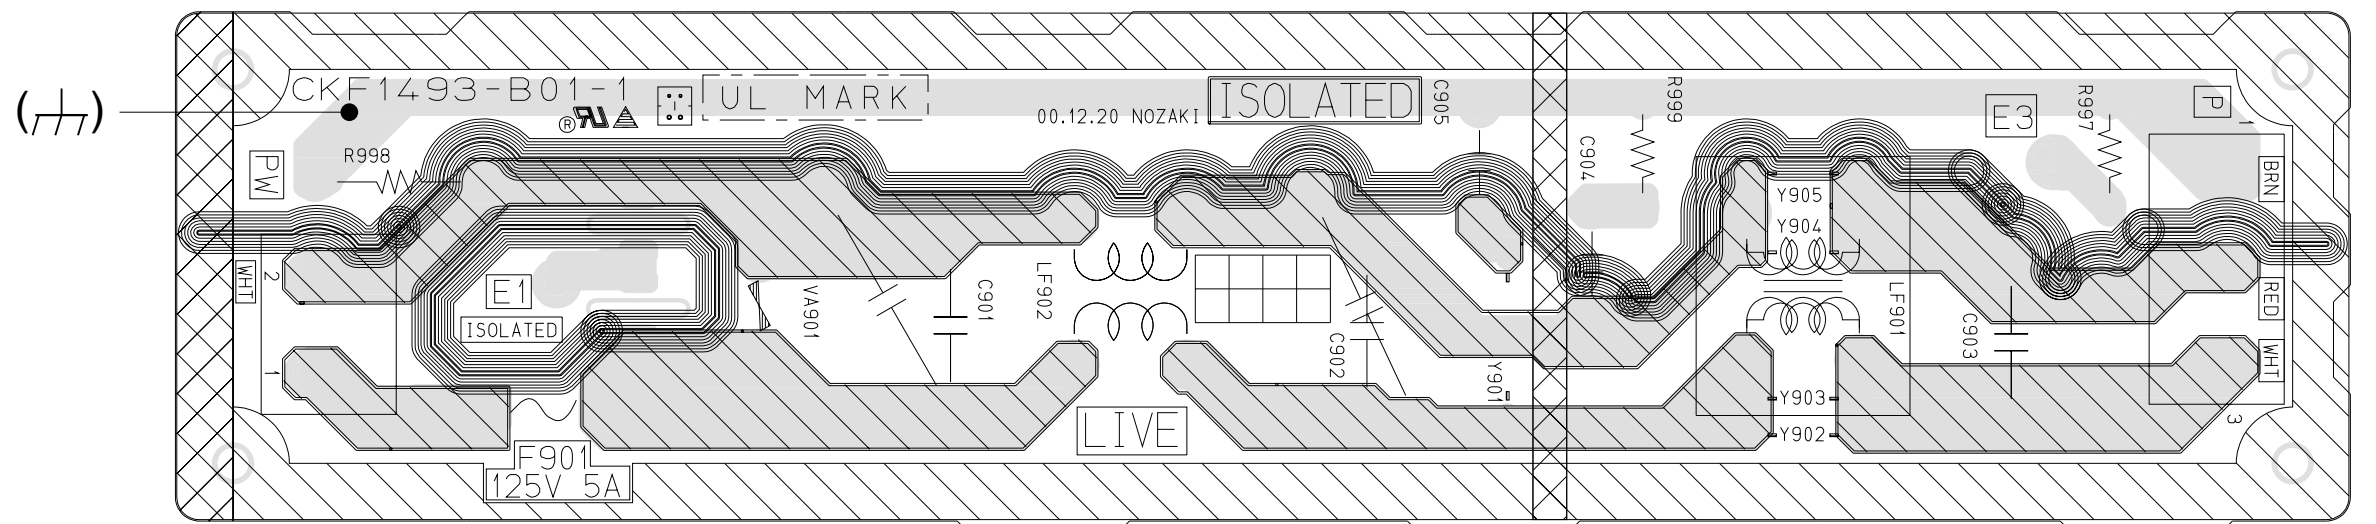 CKF1493-B01-1
UL MARK
00.12.20 NOZAKI
ISOLATED
C905
R999
R997
P
1
E3
PW
R998
C904
BRN
Y905
Y904
WHT
2
E1
ISOLATED
VA901
C901
LF902
LF901
RED
C903
C902
Y901
WHT
1
Y903
Y902
3
LIVE
F901
125V 5A